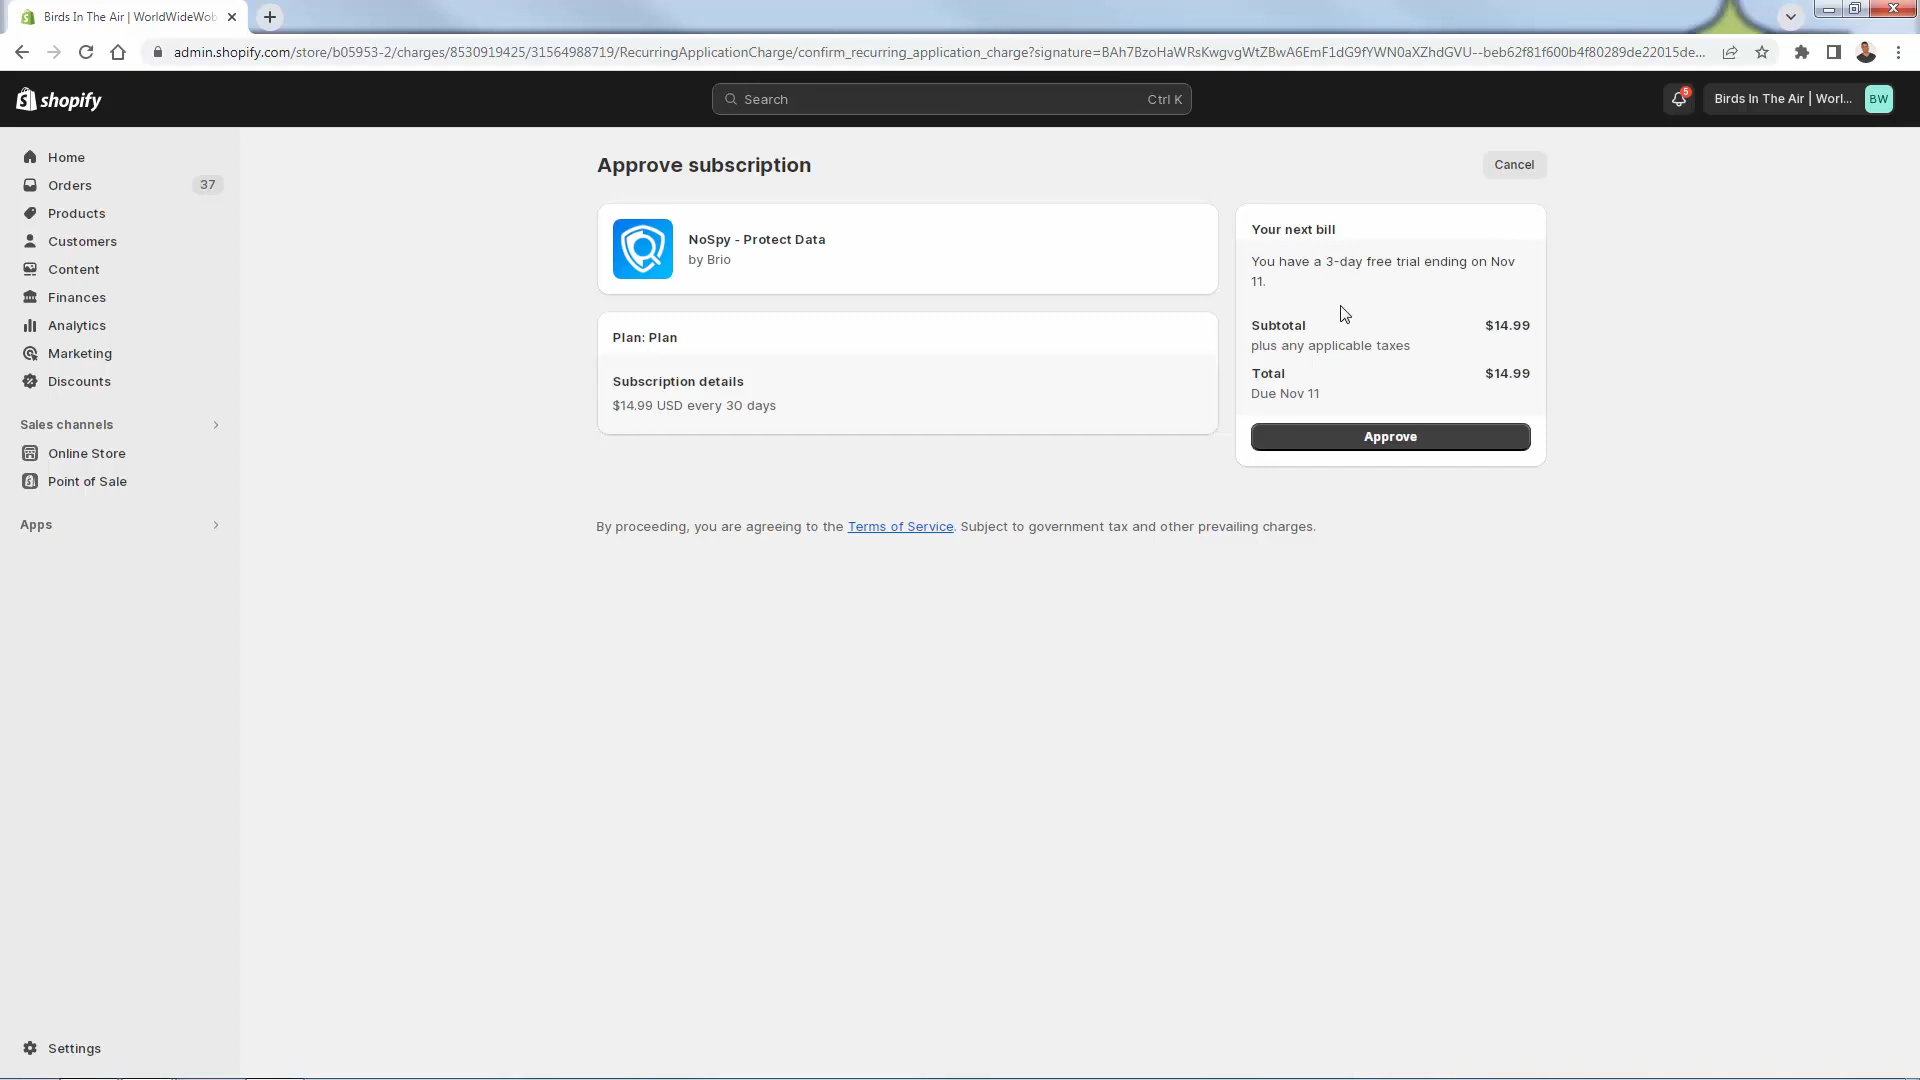 Birds In The Air | WorldWideWob
admin.shopify.com/store/b05953-2/charges/8530919425/31564988719/RecurringApplicationCharge/confirm_recurring_application_charge?signature=BAh7BzoHaWRsKwgvgWtZBwA6EmF1dG9fYWN0aXZhdGVU--beb62f81f600b4f80289de22015de...
shopify
Search
Ctrl K
5
Birds In The Air | Worl...
BW
Home
Orders
37
Products
Customers
Content
Finances
Analytics
Marketing
Discounts
Sales channels
Online Store
Point of Sale
Apps
Settings
Approve subscription
Cancel
NoSpy - Protect Data
by Brio
Plan: Plan
Subscription details
$14.99 USD every 30 days
Your next bill
You have a 3-day free trial ending on Nov
11.
Subtotal $14.99
plus any applicable taxes
Total $14.99
Due Nov 11
Approve
By proceeding, you are agreeing to the Terms of Service. Subject to government tax and other prevailing charges.